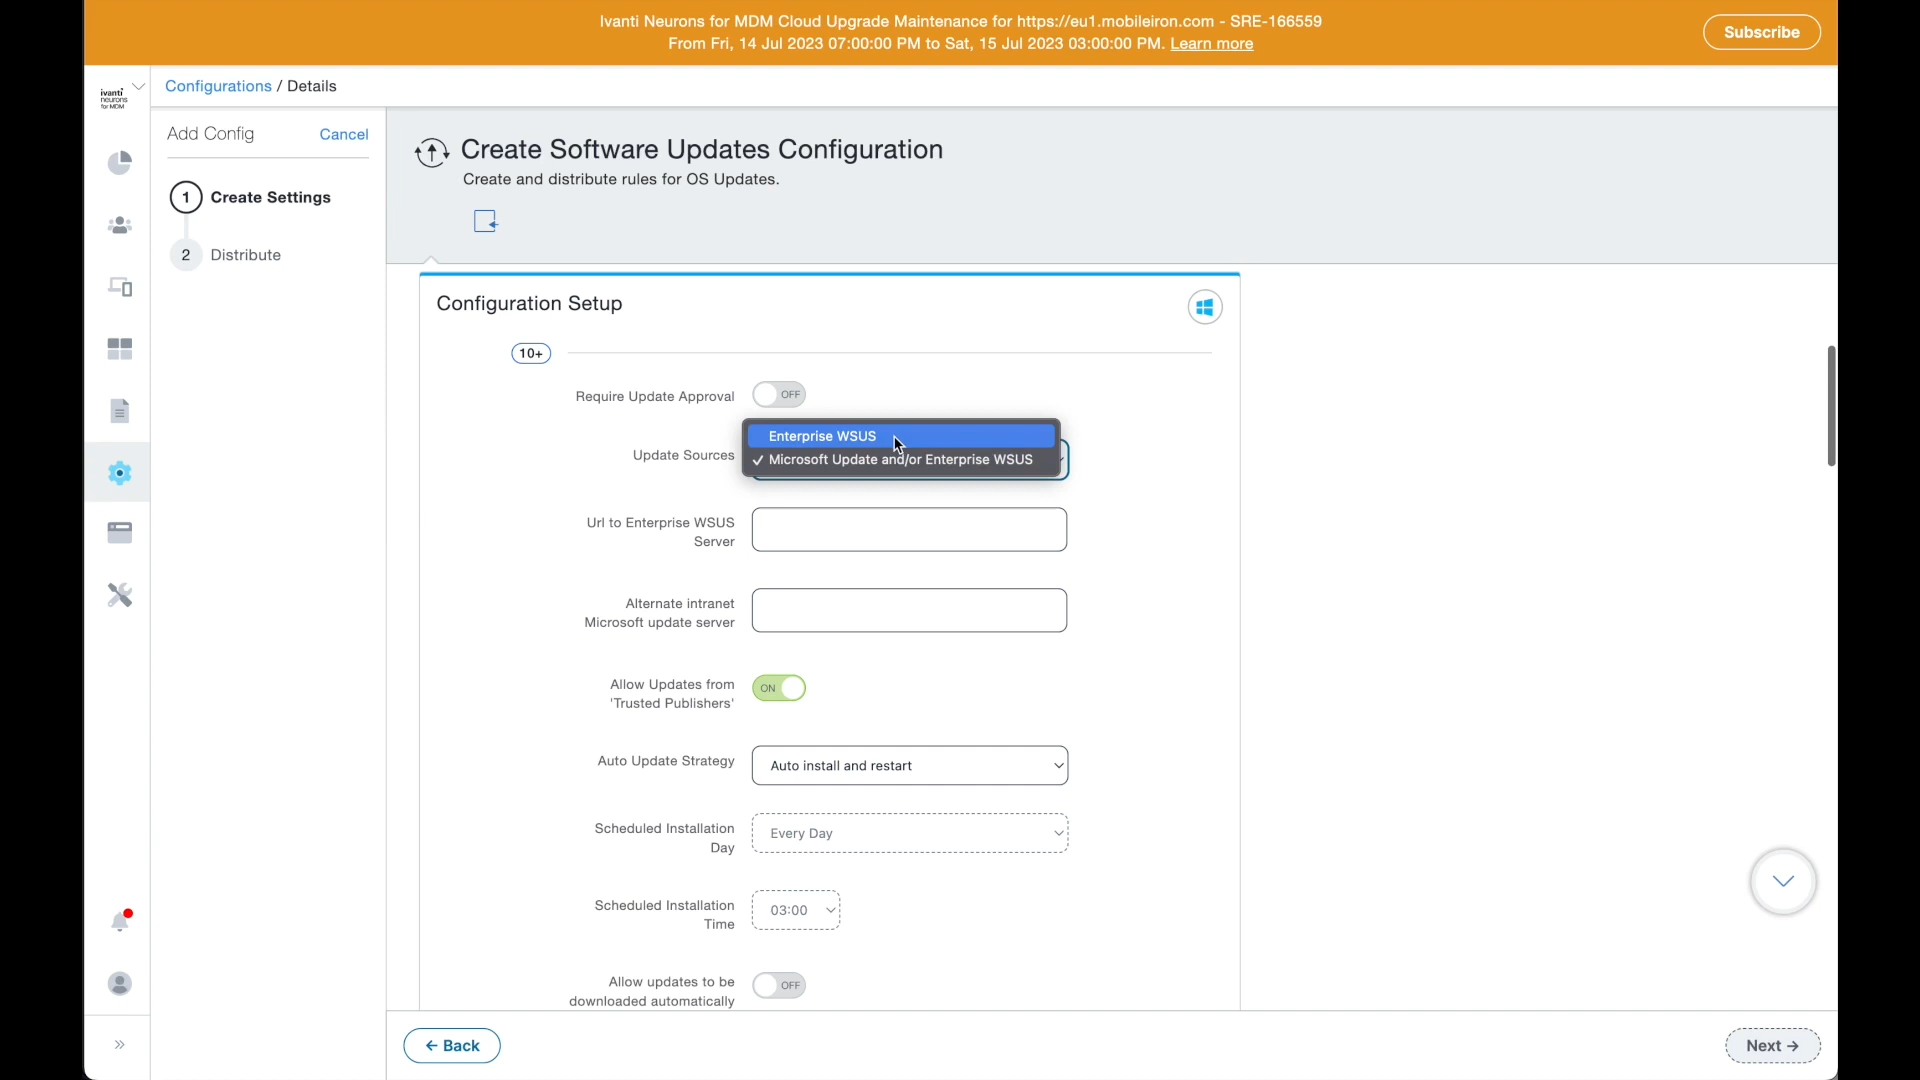 Ivanti Neurons for MDM Cloud Upgrade Maintenance for https://eu1.mobileiron.com - SRE-166559
From Fri, 14 Jul 2023 07:00:00 PM to Sat, 15 Jul 2023 03:00:00 PM. Learn more
Subscribe
ivanti
neurons
for MDM
Configurations / Details
Add Config
Cancel
1 Create Settings
2 Distribute
Create Software Updates Configuration
Create and distribute rules for OS Updates.
Configuration Setup
10+
Require Update Approval
OFF
Update Sources
Enterprise WSUS
✓ Microsoft Update and/or Enterprise WSUS
Url to Enterprise WSUS
Server
Alternate intranet
Microsoft update server
Allow Updates from
'Trusted Publishers'
ON
Auto Update Strategy
Auto install and restart
Scheduled Installation
Day
Every Day
Scheduled Installation
Time
03:00
Allow updates to be
downloaded automatically
OFF
← Back
Next →